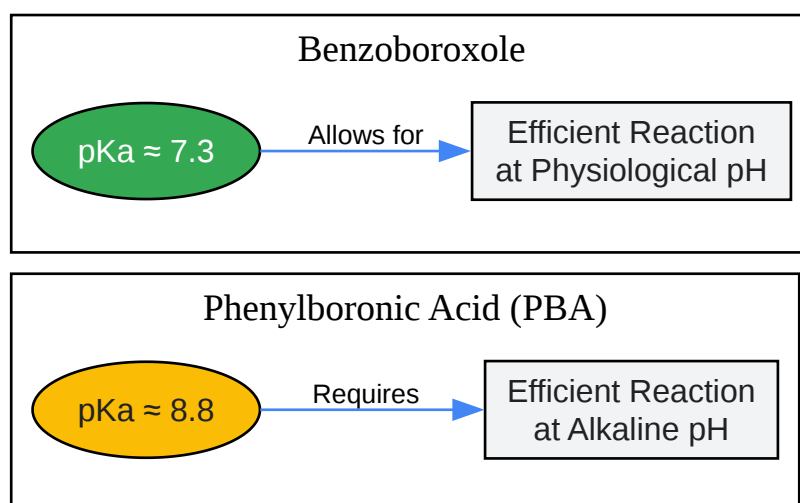 Benzoboroxole
pKa ≈ 7.3
Allows for
Efficient Reaction
at Physiological pH
Phenylboronic Acid (PBA)
pKa ≈ 8.8
Requires
Efficient Reaction
at Alkaline pH